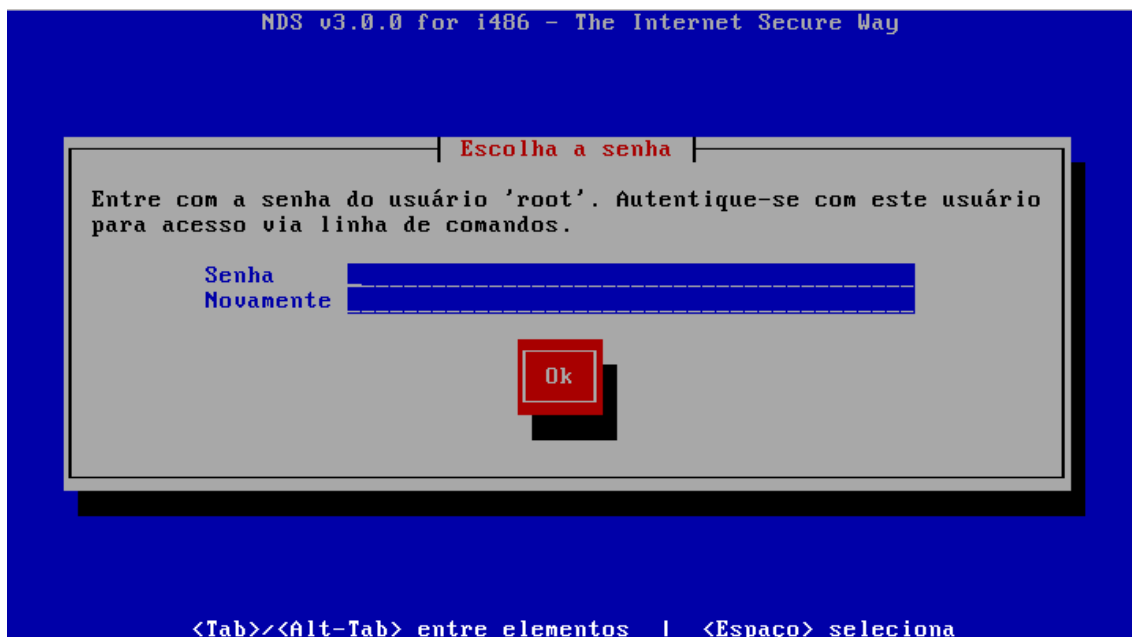 NDS v3.0.0 for i486 - The Internet Secure Way
Escolha a senha
Entre com a senha do usuário 'root'. Autentique-se com este usuário
para acesso via linha de comandos.
Senha
Novamente
Ok
<Tab>/<Alt-Tab> entre elementos | <Espaco> seleciona